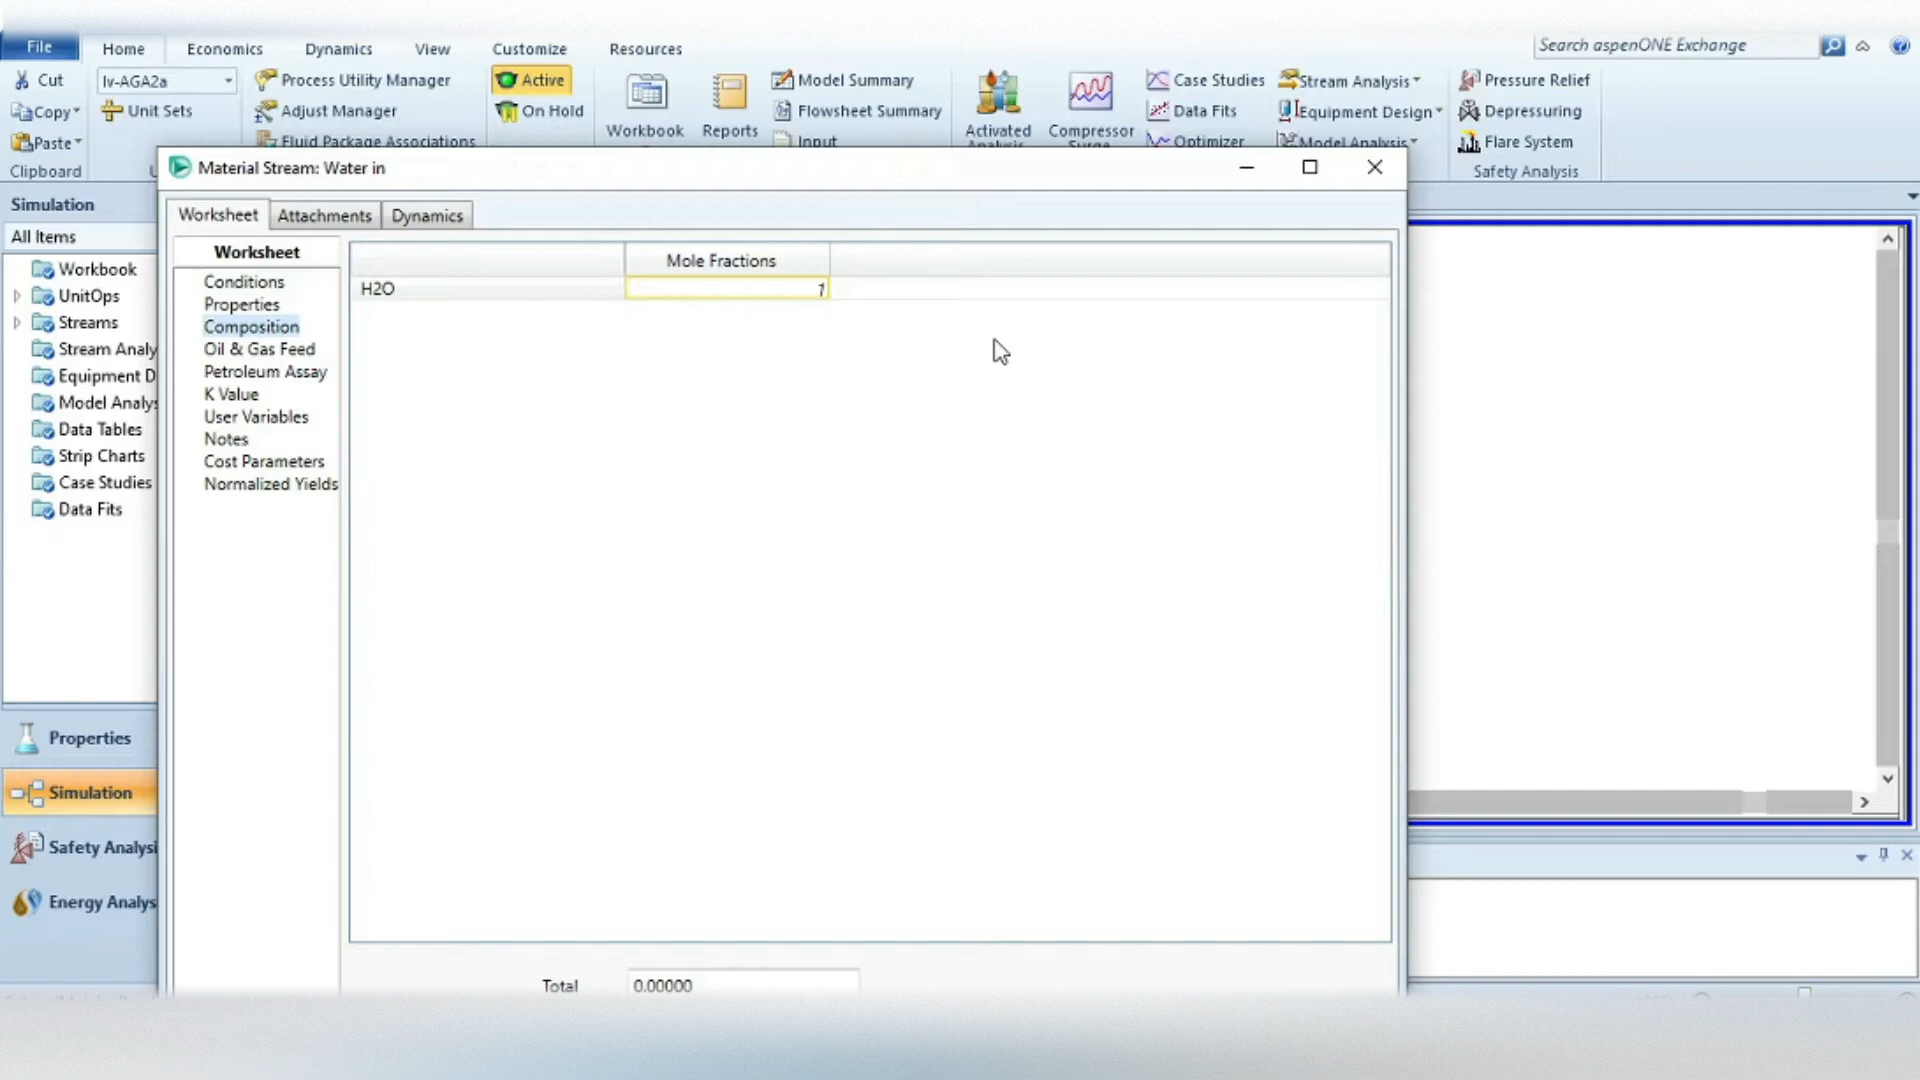 File Home Economics Dynamics View Customize Resources Search aspenONE Exchange
Cut lv-AGA2a Process Utility Manager Active Model Summary Case Studies Stream Analysis Pressure Relief
Copy Unit Sets Adjust Manager On Hold Flowsheet Summary Data Fits Equipment Design Depressuring
Paste Fluid Package Associations Workbook Reports Input Activated Analysis Compressor Surge Optimizer Model Analysis Flare System
Clipboard Safety Analysis
Material Stream: Water in
Simulation
All Items
Workbook
UnitOps
Streams
Stream Analy
Equipment D
Model Analys
Data Tables
Strip Charts
Case Studies
Data Fits
Properties
Simulation
Safety Analysi
Energy Analys
Worksheet Attachments Dynamics
Worksheet
Conditions
Properties
Composition
Oil & Gas Feed
Petroleum Assay
K Value
User Variables
Notes
Cost Parameters
Normalized Yields
Mole Fractions
H2O 1
Total 0.00000